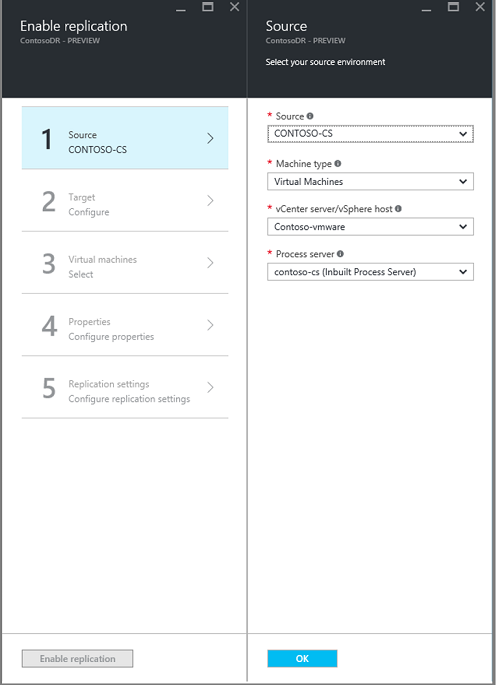 Enable replication
ContosoDR - PREVIEW
1
Source
CONTOSO-CS
2
Target
Configure
3
Virtual machines
Select
4
Properties
Configure properties
5
Replication settings
Configure replication settings
Enable replication
Source
ContosoDR - PREVIEW
Select your source environment
* Source
CONTOSO-CS
* Machine type
Virtual Machines
* vCenter server/vSphere host
Contoso-vmware
* Process server
contoso-cs (Inbuilt Process Server)
OK